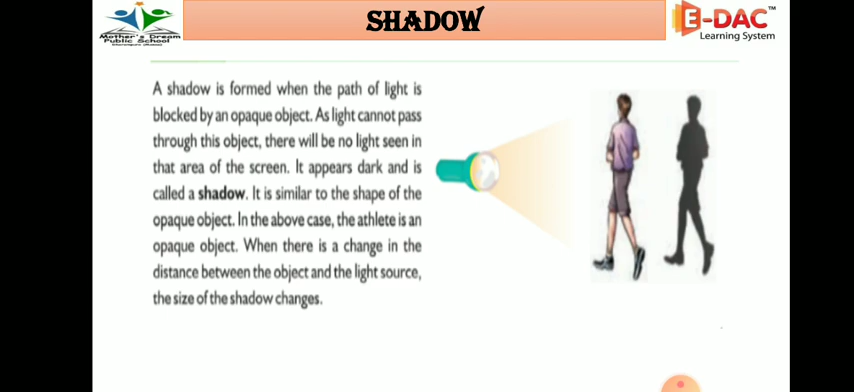 Mother's Dream
Public School
SHADOW
E-DAC™
Learning System
A shadow is formed when the path of light is
blocked by an opaque object. As light cannot pass
through this object, there will be no light seen in
that area of the screen. It appears dark and is
called a shadow. It is similar to the shape of the
opaque object. In the above case, the athlete is an
opaque object. When there is a change in the
distance between the object and the light source,
the size of the shadow changes.